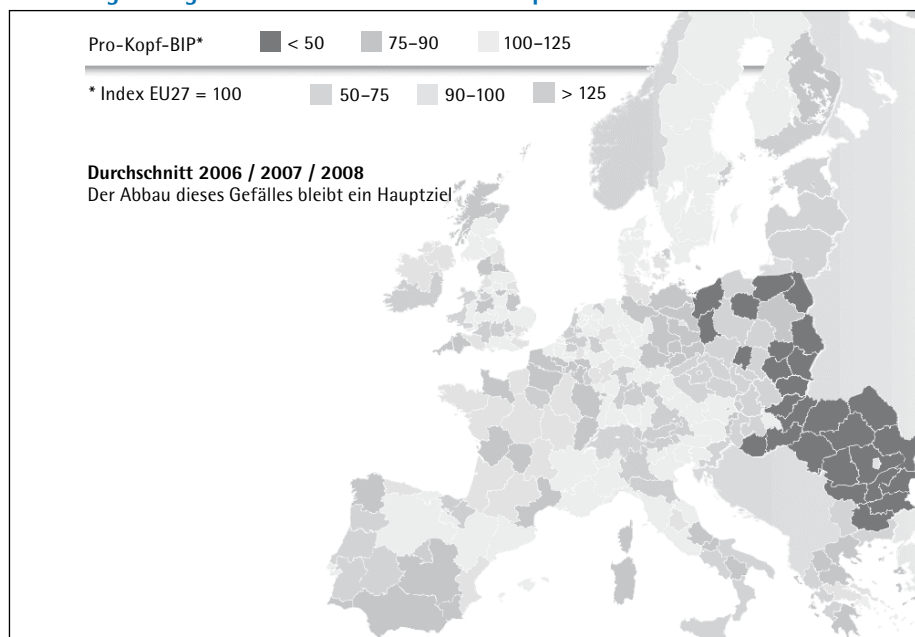 Pro-Kopf-BIP* < 50 75–90 100–125
* Index EU27 = 100 50–75 90–100 > 125
Durchschnitt 2006 / 2007 / 2008
Der Abbau dieses Gefälles bleibt ein Hauptziel